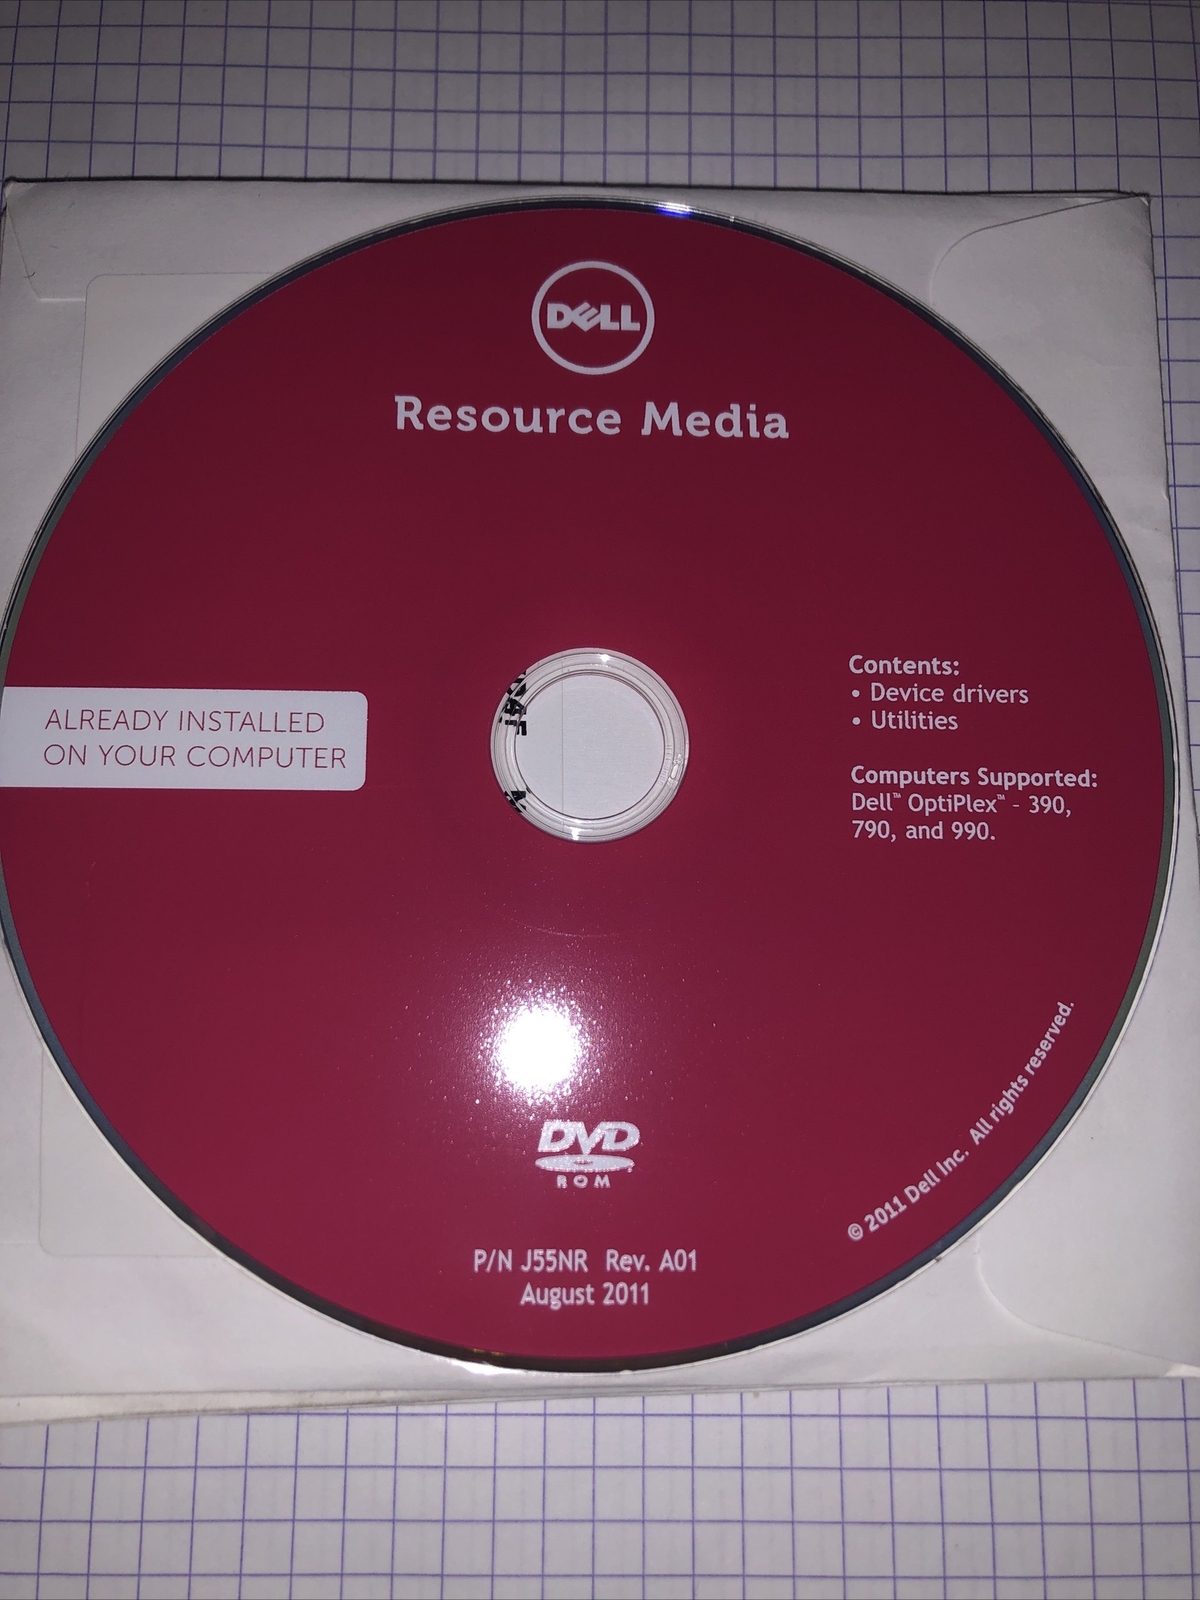 DELL
Resource Media
ALREADY INSTALLED
ON YOUR COMPUTER
Contents:
• Device drivers
• Utilities
Computers Supported:
Dell™ OptiPlex™ - 390,
790, and 990.
© 2011 Dell Inc. All rights reserved.
DVD
ROM
P/N J55NR Rev. A01
August 2011